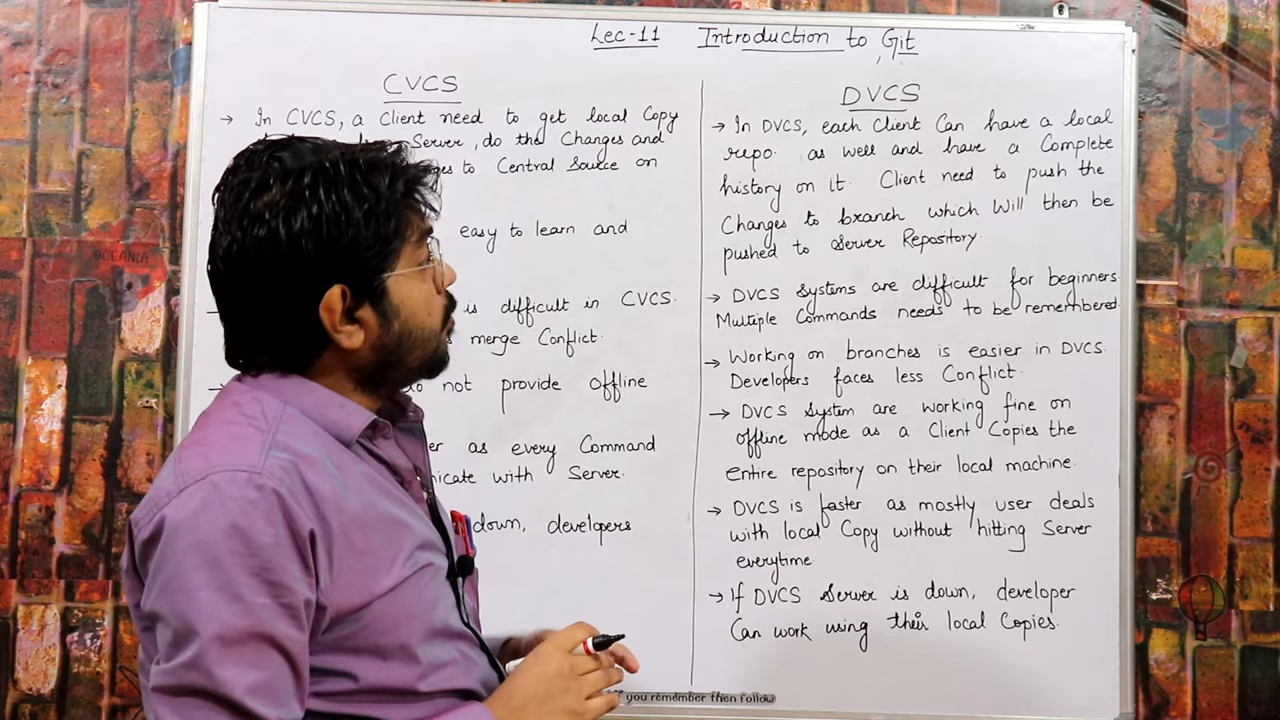 Lec-11 Introduction to Git
CVCS
→ In CVCS, a Client need to get local Copy
Server, do the Changes and
to Central Source on
easy to learn and
is difficult in CVCS.
merge Conflict.
not provide offline
as every Command
with Server.
down, developers
DVCS
→ In DVCS, each Client Can have a local
repo. as well and have a Complete
history on it. Client need to push the
Changes to branch which Will then be
pushed to Server Repository.
→ DVCS Systems are difficult for beginners.
Multiple Commands needs to be remembered.
→ Working on branches is easier in DVCS.
Developers faces less Conflict.
→ DVCS System are working fine on
offline mode as a Client Copies the
entire repository on their local machine.
→ DVCS is faster as mostly user deals
with local Copy without hitting Server
everytime.
→ If DVCS Server is down, developer
Can work using their local Copies.
you remember then follow
OCEANIA